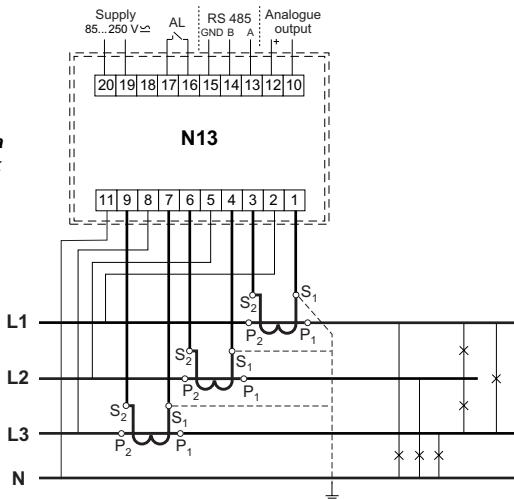 Supply AL RS 485 Analogue
85...250 V GND B A output
+
20 19 18 17 16 15 14 13 12 10
N13
11 9 8 7 6 5 4 3 2 1
S2 S1
L1
P2 P1
S2 S1
L2
P2 P1
S2 S1
L3
P2 P1
N